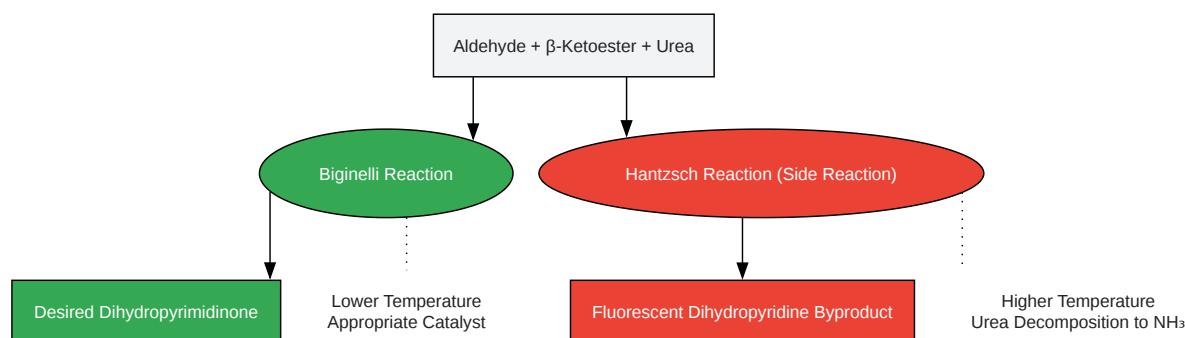 Aldehyde + β-Ketoester + Urea
Biginelli Reaction
Hantzsch Reaction (Side Reaction)
Desired Dihydropyrimidinone
Lower Temperature
Appropriate Catalyst
Fluorescent Dihydropyridine Byproduct
Higher Temperature
Urea Decomposition to NH₃